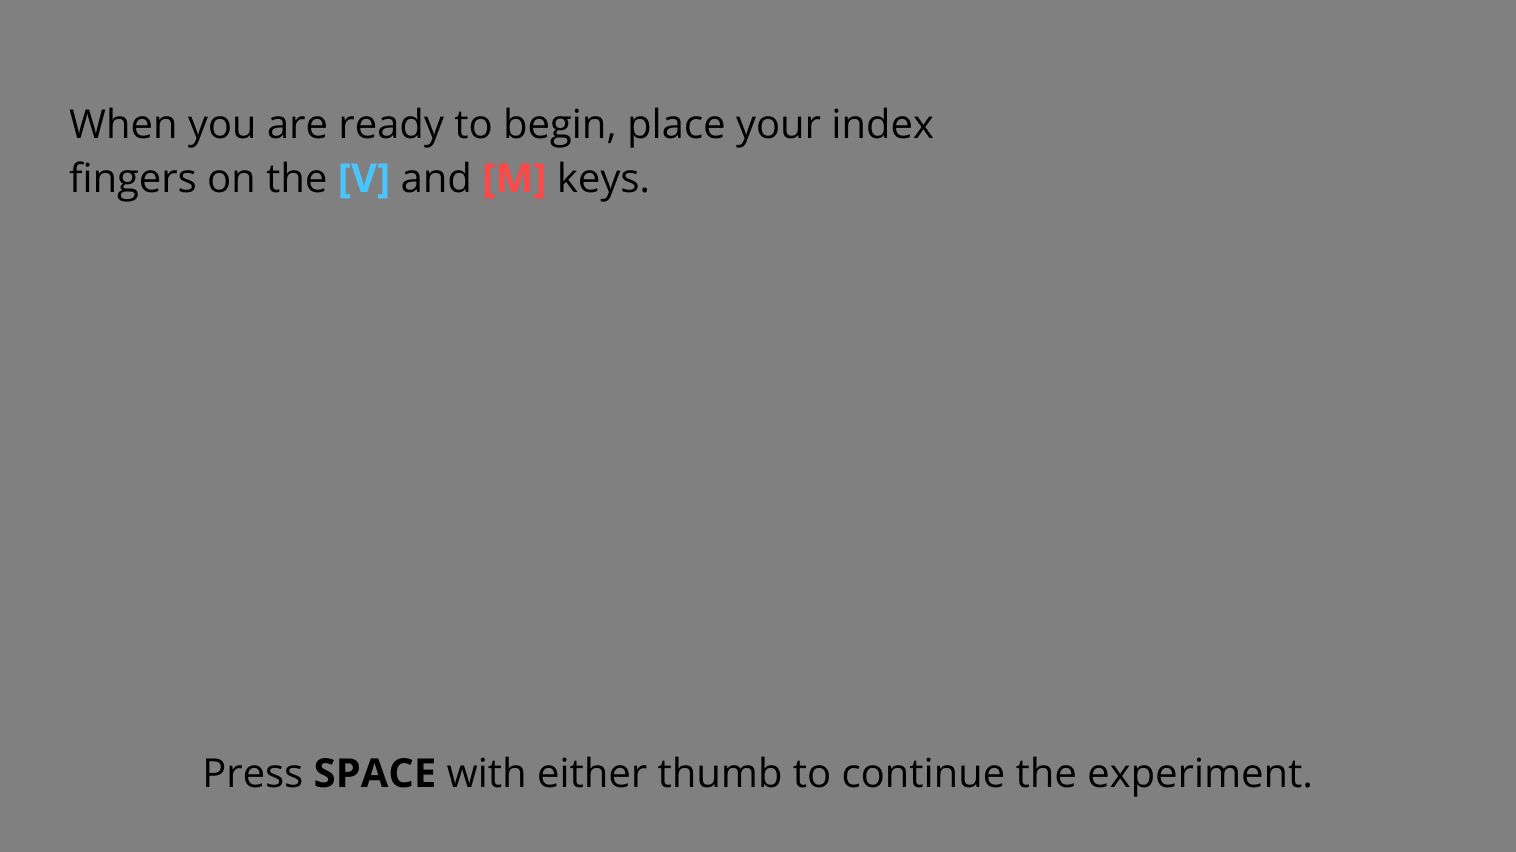 When you are ready to begin, place your index
fingers on the [V] and [M] keys.
Press SPACE with either thumb to continue the experiment.